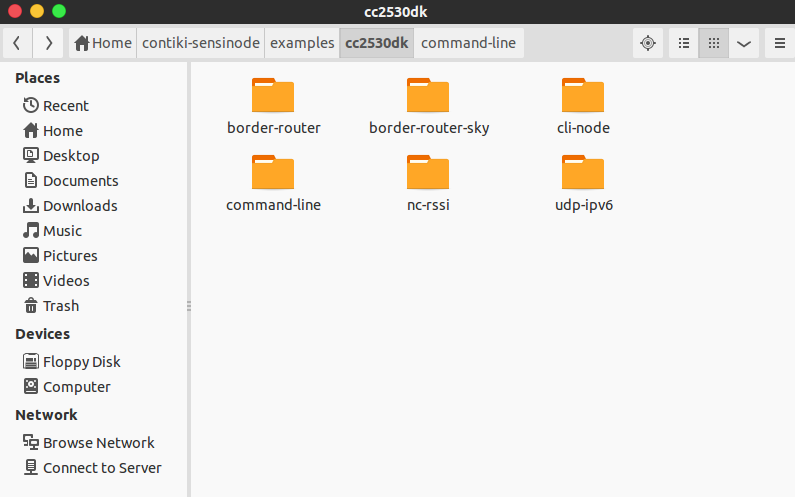 cc2530dk
Home contiki-sensinode examples cc2530dk command-line
Places
Recent
Home
Desktop
Documents
Downloads
Music
Pictures
Videos
Trash
Devices
Floppy Disk
Computer
Network
Browse Network
Connect to Server
border-router border-router-sky cli-node
command-line nc-rssi udp-ipv6